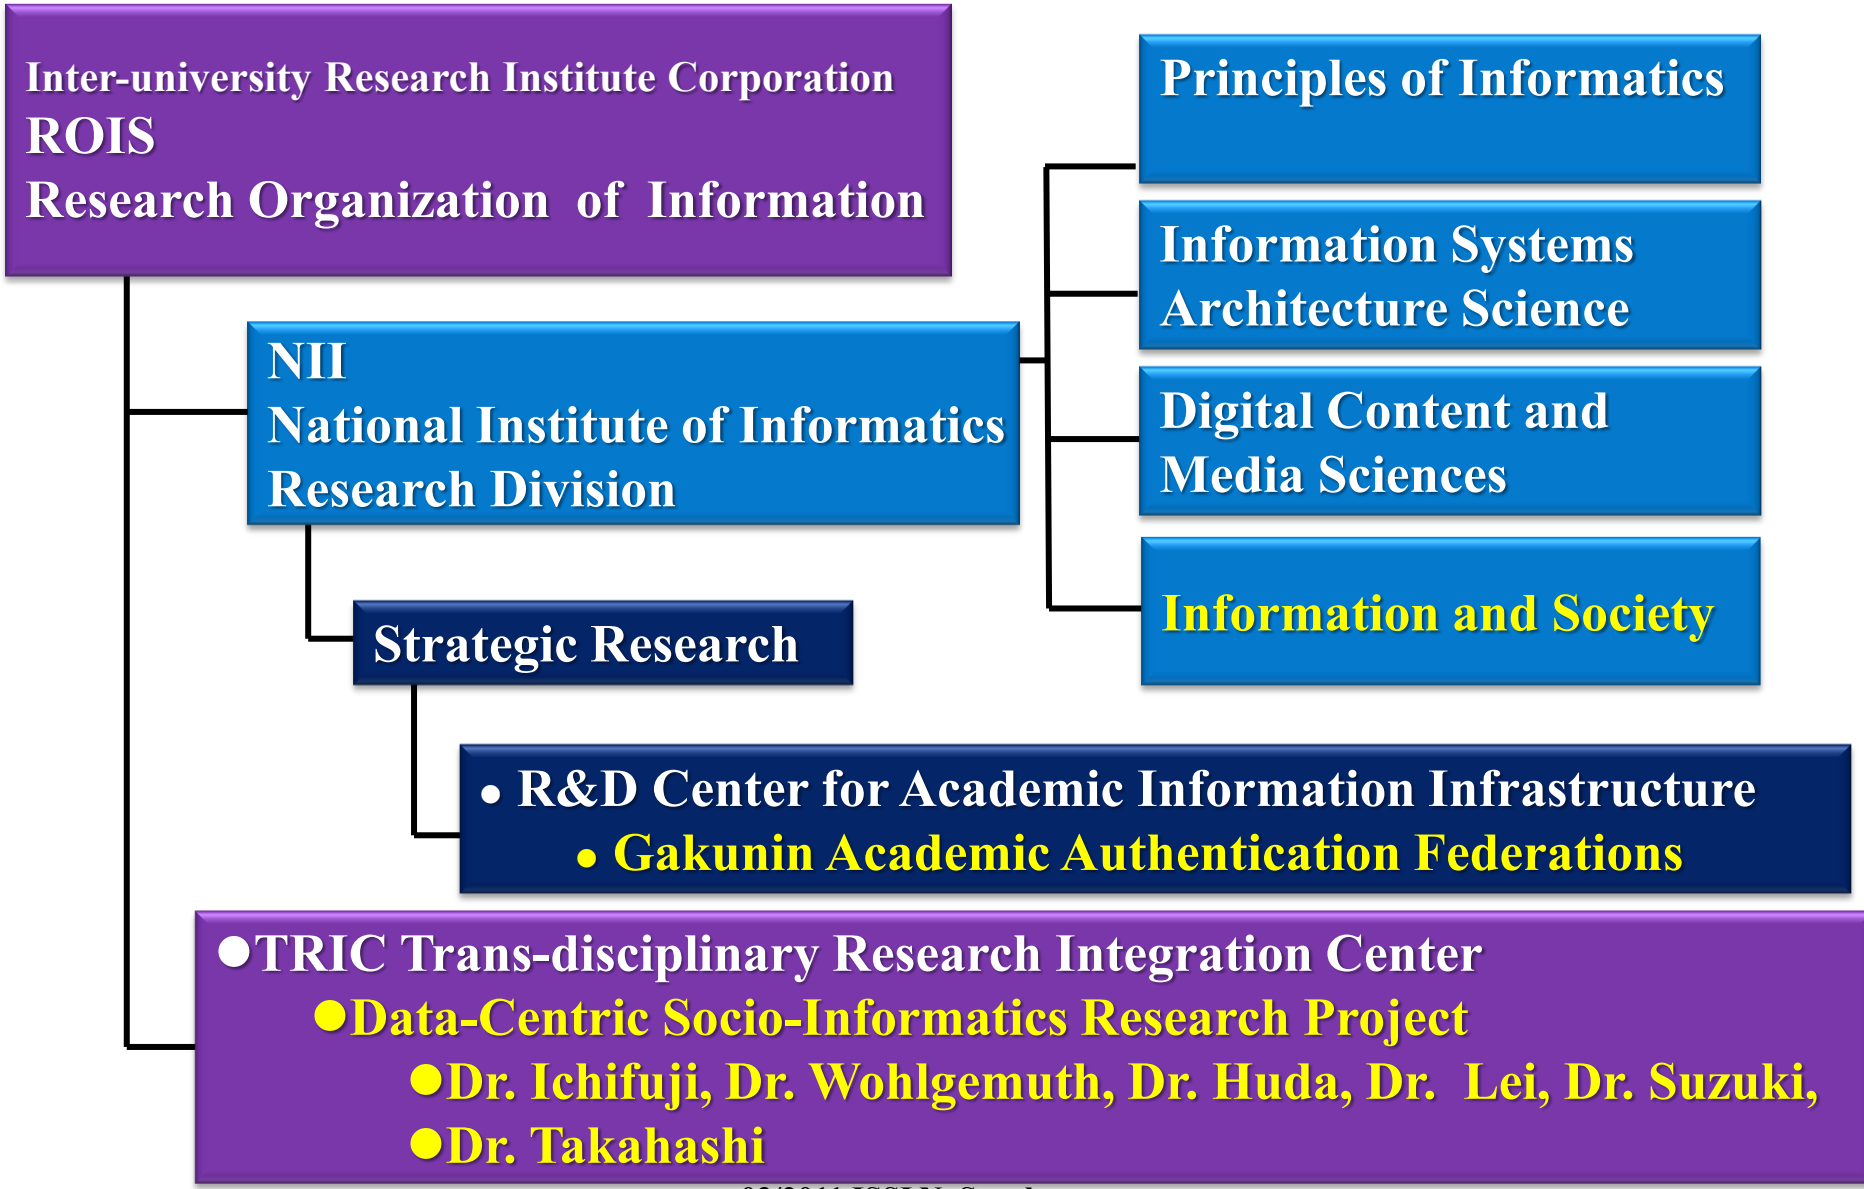 Inter-university Research Institute Corporation
ROIS
Research Organization of Information
Principles of Informatics
Information Systems
Architecture Science
NII
National Institute of Informatics
Research Division
Digital Content and
Media Sciences
Information and Society
Strategic Research
• R&D Center for Academic Information Infrastructure
• Gakunin Academic Authentication Federations
●TRIC Trans-disciplinary Research Integration Center
●Data-Centric Socio-Informatics Research Project
●Dr. Ichifuji, Dr. Wohlgemuth, Dr. Huda, Dr. Lei, Dr. Suzuki,
●Dr. Takahashi